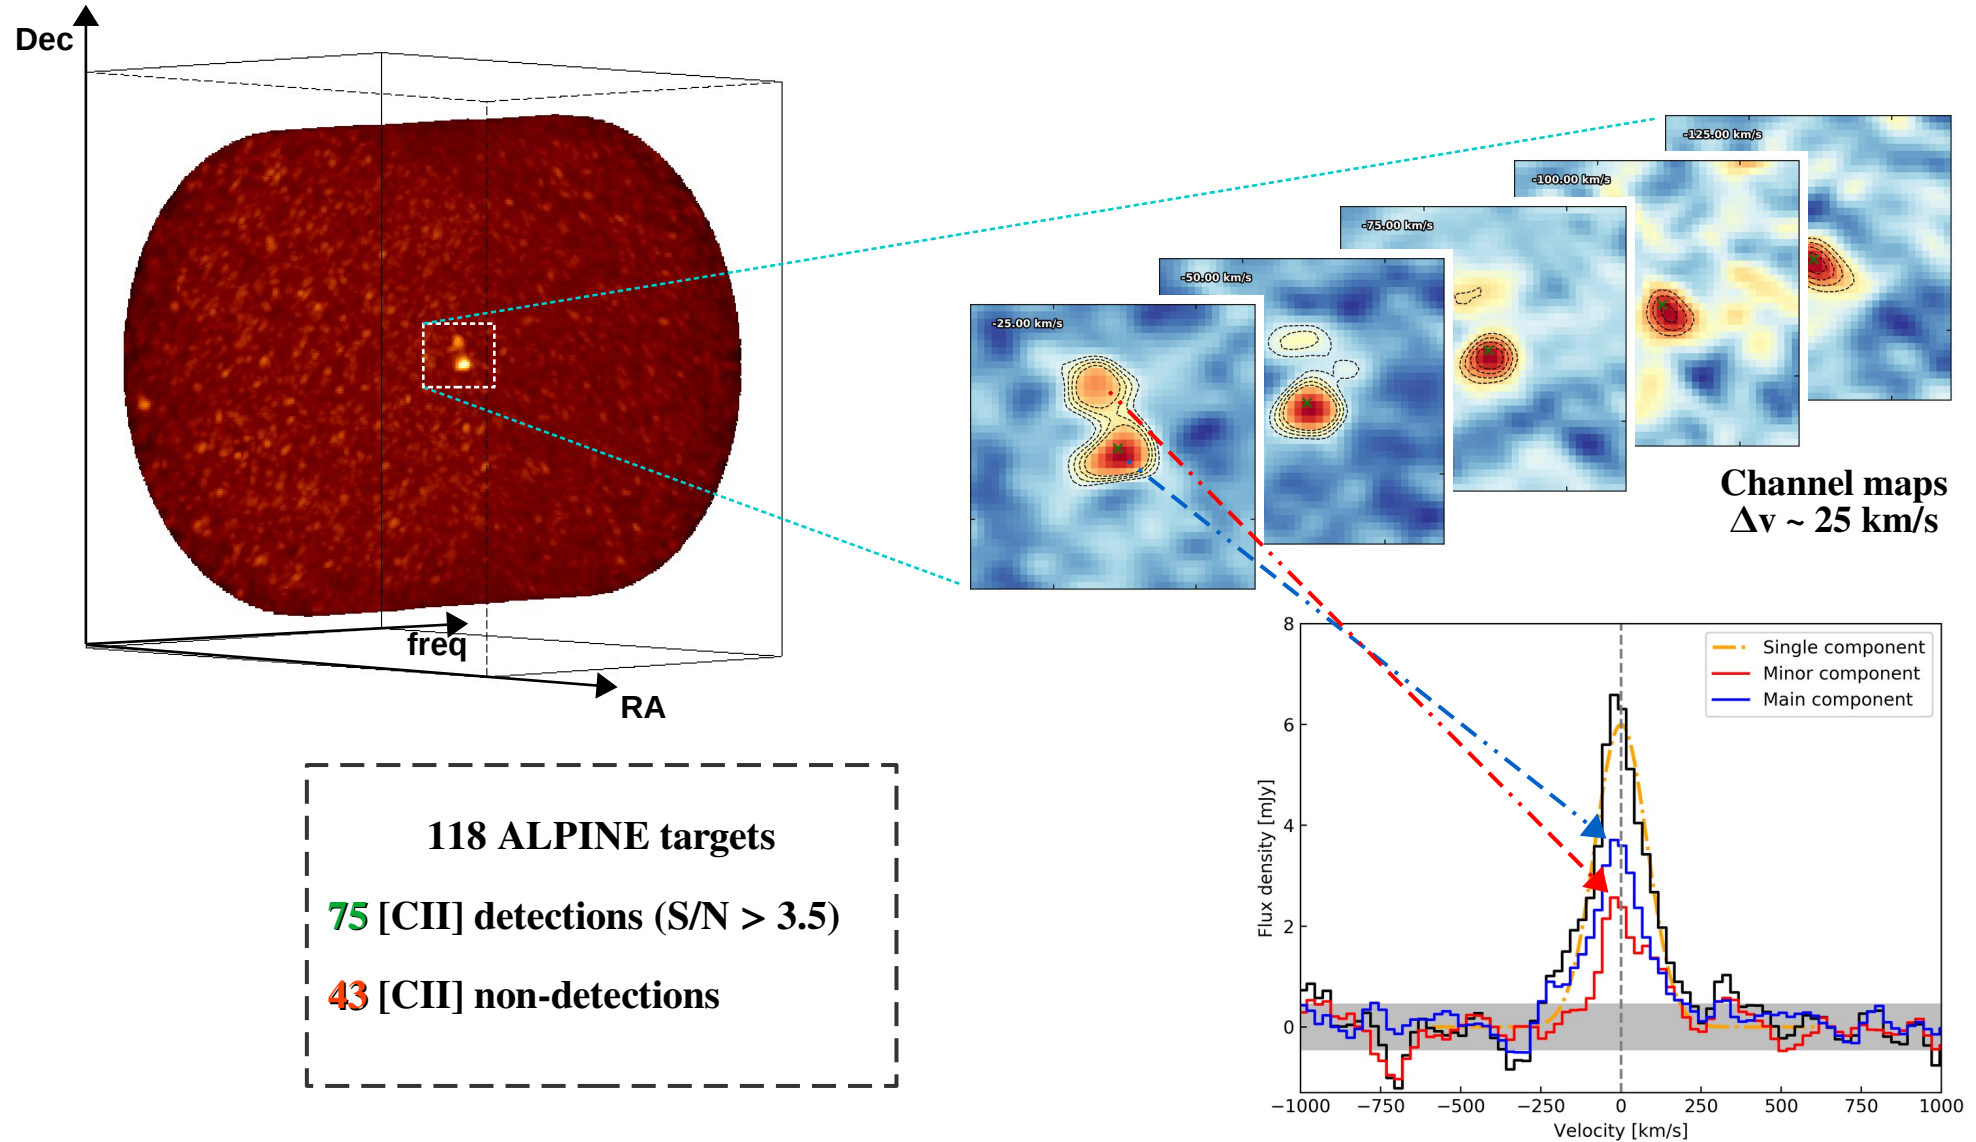 Dec
freq
RA
-125.00 km/s
-100.00 km/s
-75.00 km/s
-50.00 km/s
-25.00 km/s
Channel maps
Δv ~ 25 km/s
118 ALPINE targets
75 [CII] detections (S/N > 3.5)
43 [CII] non-detections
Single component
Minor component
Main component
Flux density [mJy]
8
6
4
2
0
−1000 −750 −500 −250 0 250 500 750 1000
Velocity [km/s]